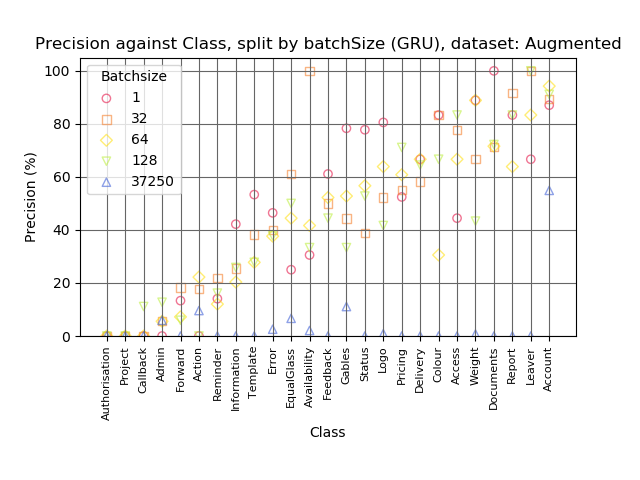 Precision against Class, split by batchSize (GRU), dataset: Augmented
Precision (%)
100
80
60
40
20
0
Batchsize
1
32
64
128
37250
Authorisation
Project
Callback
Admin
Forward
Action
Reminder
Information
Template
Error
EqualGlass
Availability
Feedback
Gables
Status
Logo
Pricing
Delivery
Colour
Access
Weight
Documents
Report
Leaver
Account
Class